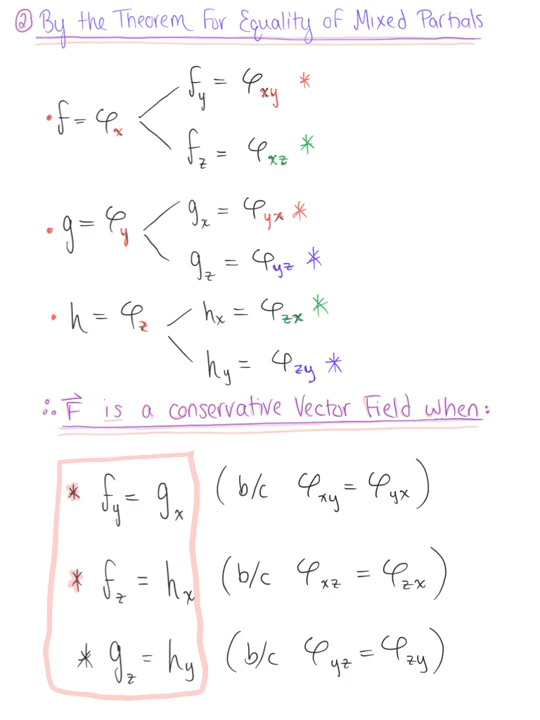 ② By the Theorem For Equality of Mixed Partials
f_y = φ_xy *
• f = φ_x
f_z = φ_xz *
g_x = φ_yx *
• g = φ_y
g_z = φ_yz *
• h = φ_z
h_x = φ_zx *
h_y = φ_zy *
∴ F⃗ is a conservative Vector Field when:
* f_y = g_x (b/c φ_xy = φ_yx)
* f_z = h_x (b/c φ_xz = φ_zx)
* g_z = h_y (b/c φ_yz = φ_zy)